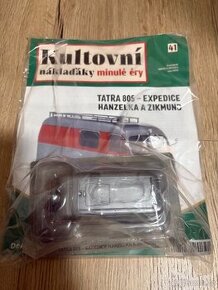 Kultovní
náklaďáky minulé éry
41
TATRA 805 – EXPEDICE
HANZELKA A ZIKMUND